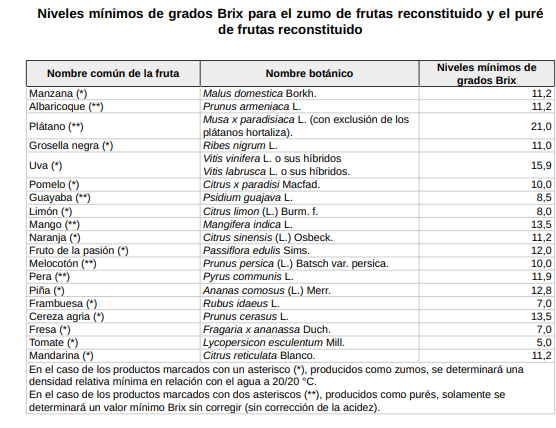 Niveles mínimos de grados Brix para el zumo de frutas reconstituido y el puré
de frutas reconstituido
Nombre común de la fruta Nombre botánico Niveles mínimos de
grados Brix
Manzana (*) Malus domestica Borkh. 11,2
Albaricoque (**) Prunus armeniaca L. 11,2
Plátano (**) Musa x paradisiaca L. (con exclusión de los
plátanos hortaliza). 21,0
Grosella negra (*) Ribes nigrum L. 11,0
Uva (*) Vitis vinifera L. o sus híbridos
Vitis labrusca L. o sus híbridos. 15,9
Pomelo (*) Citrus x paradisi Macfad. 10,0
Guayaba (**) Psidium guajava L. 8,5
Limón (*) Citrus limon (L.) Burm. f. 8,0
Mango (**) Mangifera indica L. 13,5
Naranja (*) Citrus sinensis (L.) Osbeck. 11,2
Fruto de la pasión (*) Passiflora edulis Sims. 12,0
Melocotón (**) Prunus persica (L.) Batsch var. persica. 10,0
Pera (**) Pyrus communis L. 11,9
Piña (*) Ananas comosus (L.) Merr. 12,8
Frambuesa (*) Rubus idaeus L. 7,0
Cereza agria (*) Prunus cerasus L. 13,5
Fresa (*) Fragaria x ananassa Duch. 7,0
Tomate (*) Lycopersicon esculentum Mill. 5,0
Mandarina (*) Citrus reticulata Blanco. 11,2
En el caso de los productos marcados con un asterisco (*), producidos como zumos, se determinará una
densidad relativa mínima en relación con el agua a 20/20 °C.
En el caso de los productos marcados con dos asteriscos (**), producidos como purés, solamente se
determinará un valor mínimo Brix sin corregir (sin corrección de la acidez).